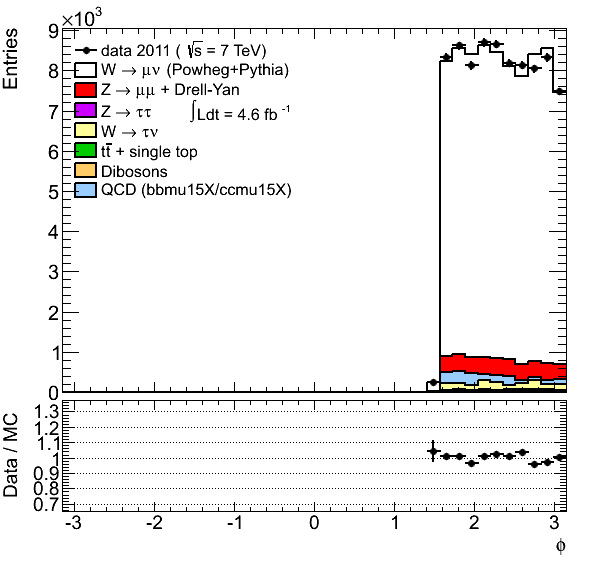 ×10³
Entries
9
8
7
6
5
4
3
2
1
0
data 2011 ( √s = 7 TeV)
W → μν (Powheg+Pythia)
Z → μμ + Drell-Yan
Z → ττ ∫Ldt = 4.6 fb⁻¹
W → τν
tt̄ + single top
Dibosons
QCD (bbmu15X/ccmu15X)
Data / MC
1.3
1.2
1.1
1
0.9
0.8
0.7
-3 -2 -1 0 1 2 3
ϕ